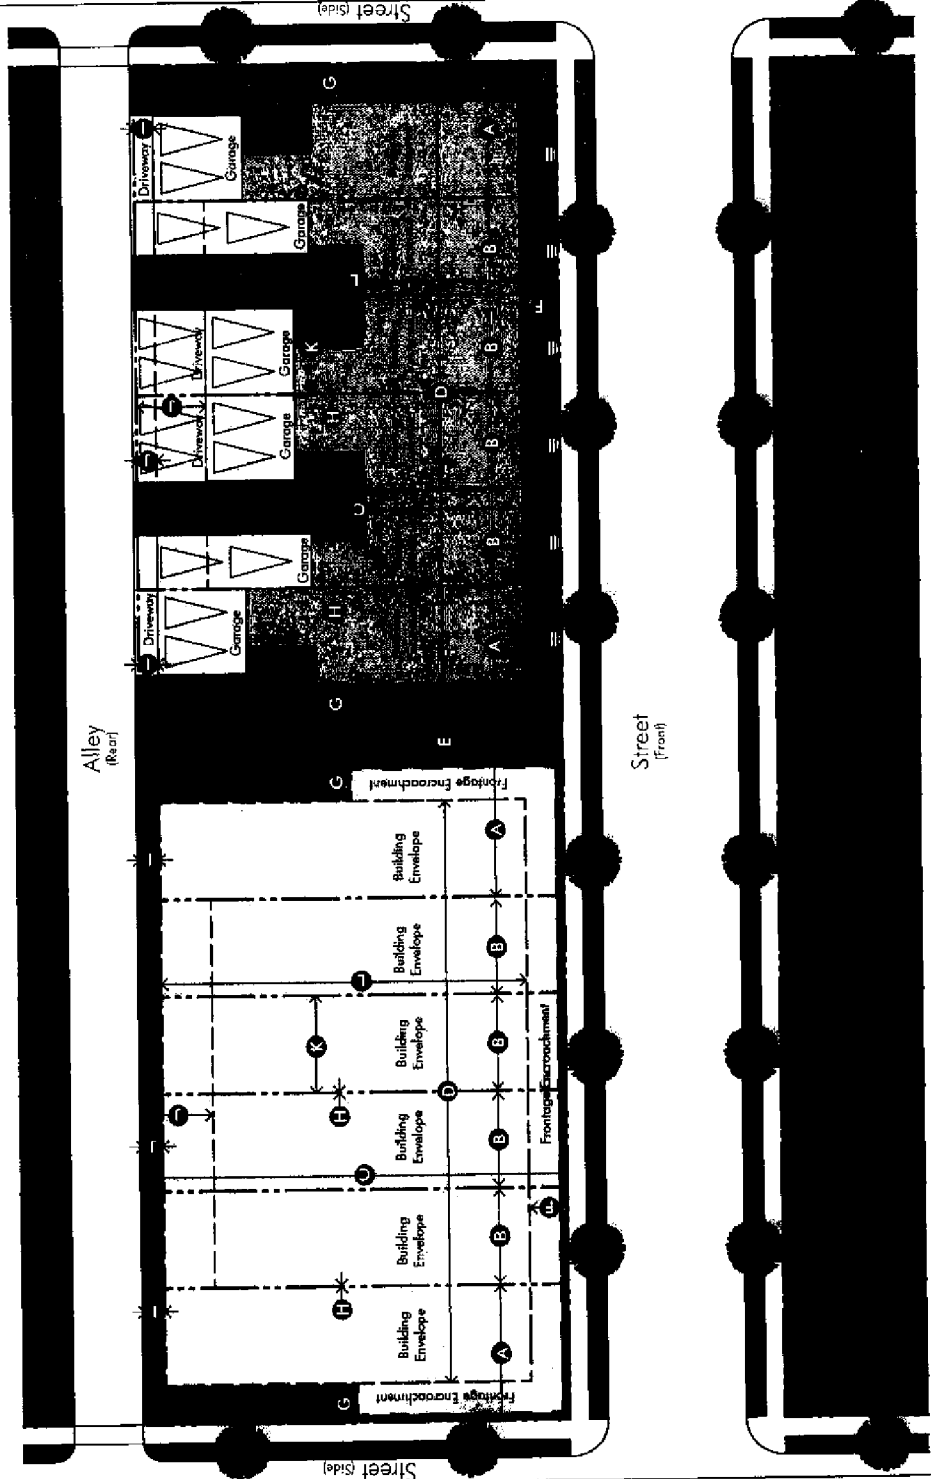 Street (Side)
G
Driveway
Garage
A
Garage
B
L
F
Driveway
Garage
K
B
D
Driveway
Garage
H
B
C
Garage
B
Driveway
Garage
H
A
Alley
(Rear)
G
E
Street
(Front)
G
Frontage Encroachment
Building
Envelope
A
Building
Envelope
B
L
Building
Envelope
B
K
Frontage Encroachment
D
Building
Envelope
B
H
Building
Envelope
B
F
Building
Envelope
A
H
G
Frontage Encroachment
Street (Side)